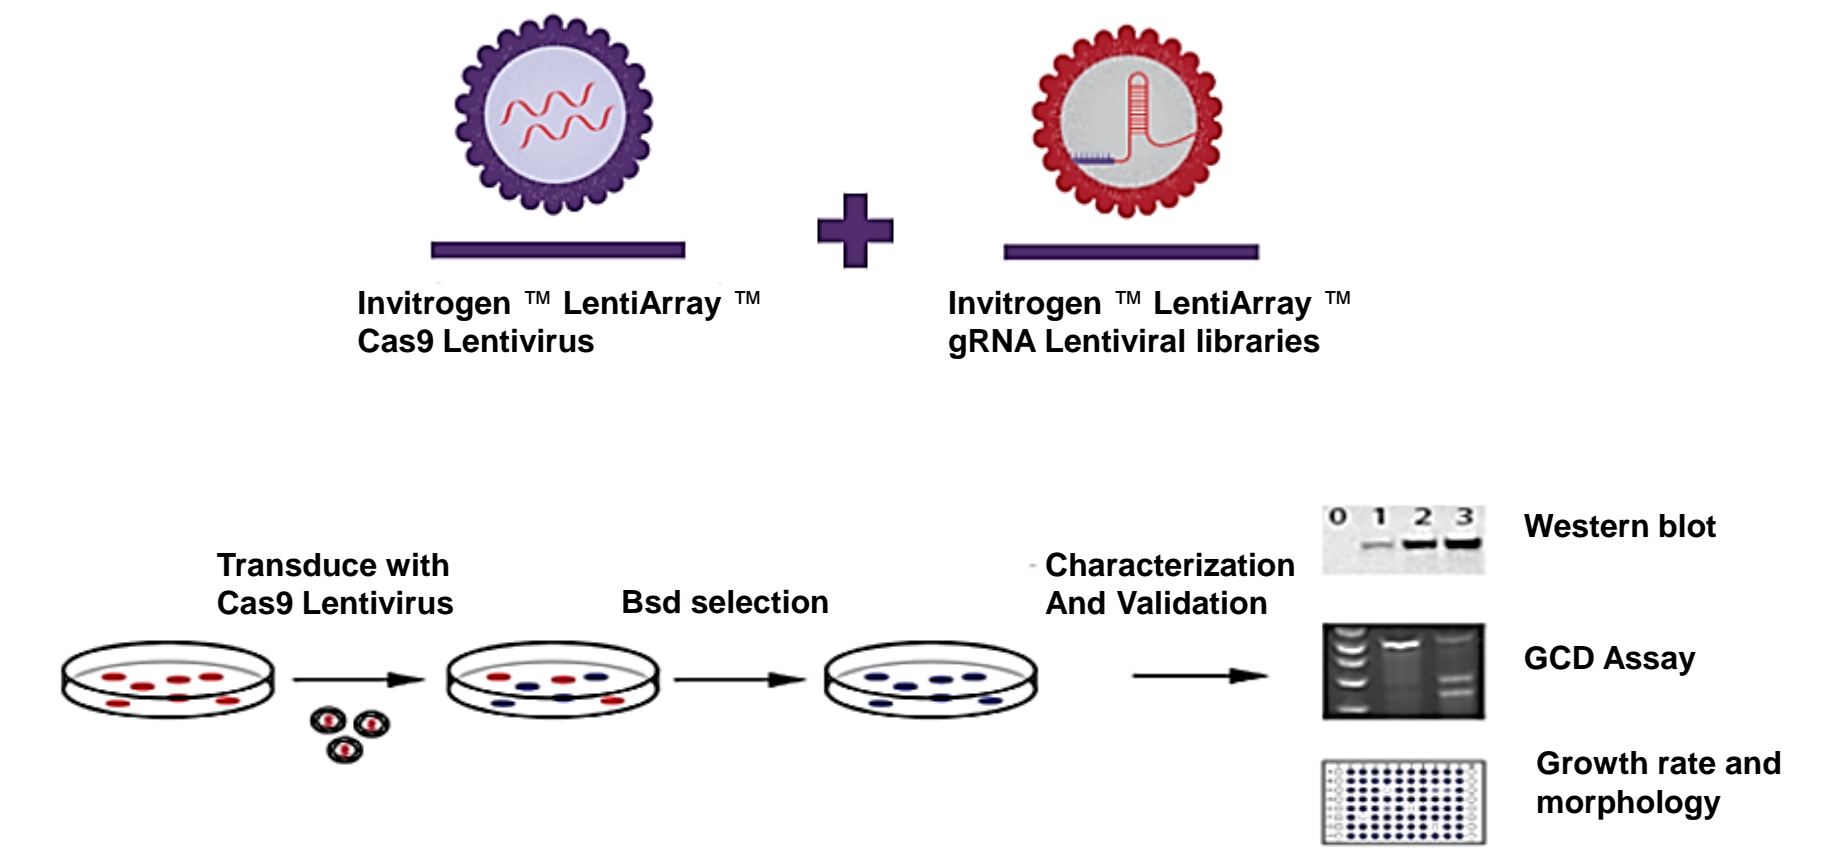 Invitrogen ™ LentiArray ™
Cas9 Lentivirus
Invitrogen ™ LentiArray ™
gRNA Lentiviral libraries
Transduce with
Cas9 Lentivirus
Bsd selection
Characterization
And Validation
0 1 2 3
Western blot
GCD Assay
Growth rate and
morphology